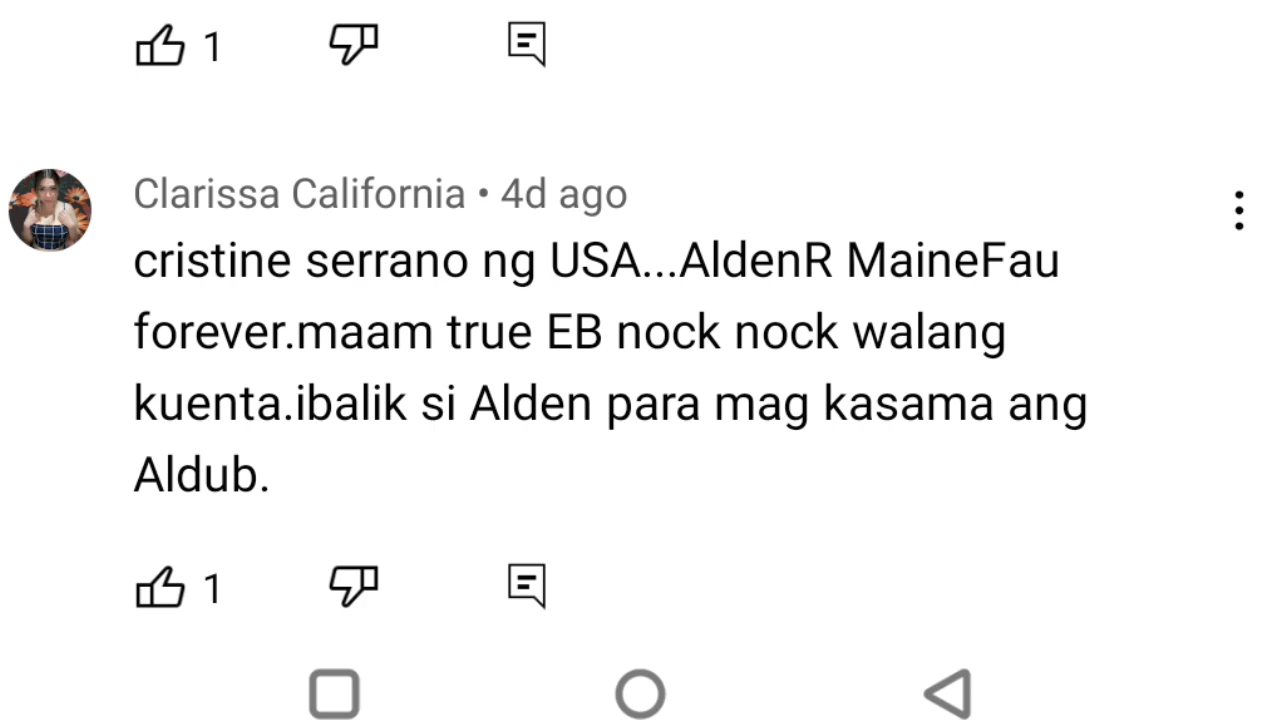 1
Clarissa California • 4d ago
cristine serrano ng USA...AldenR MaineFau
forever.maam true EB nock nock walang
kuenta.ibalik si Alden para mag kasama ang
Aldub.
1